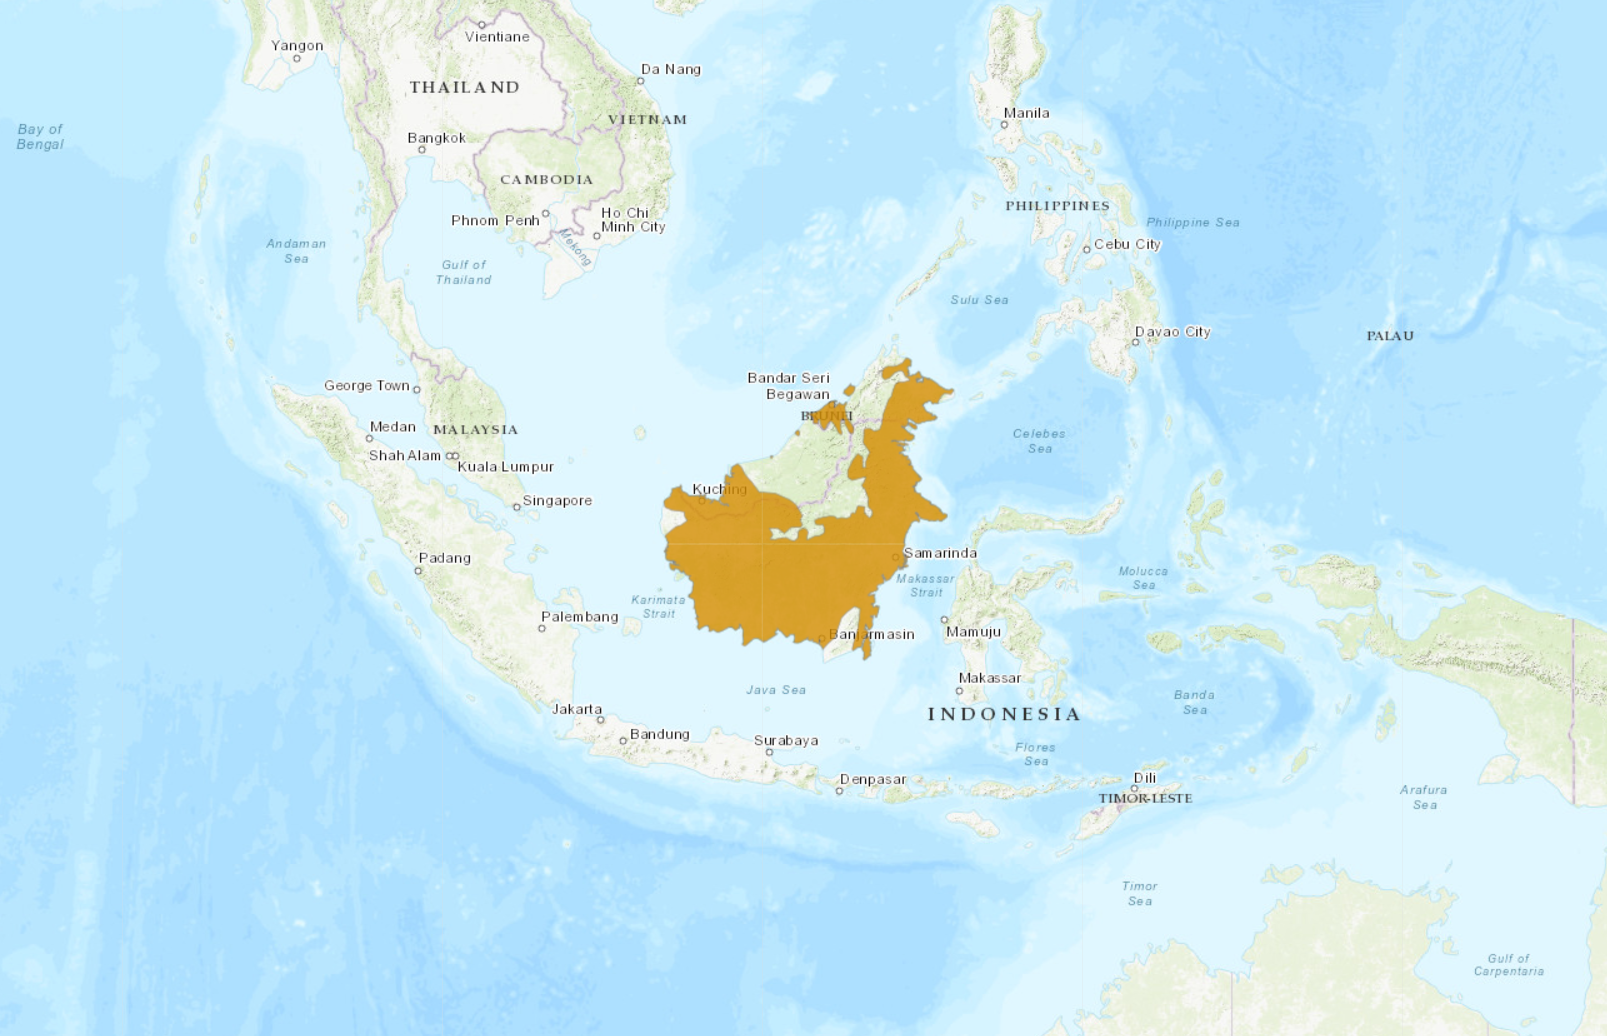 Yangon
Vientiane
Da Nang
THAILAND
VIETNAM
Manila
Bay of
Bengal
Bangkok
CAMBODIA
PHILIPPINES
Philippine Sea
Phnom Penh
Ho Chi
Minh City
Mekong
Cebu City
Andaman
Sea
Gulf of
Thailand
Sulu Sea
Davao City
PALAU
George Town
Bandar Seri
Begawan
BRUNEI
Medan
MALAYSIA
Celebes
Sea
Shah Alam
Kuala Lumpur
Kuching
Singapore
Padang
Samarinda
Makassar
Strait
Molucca
Sea
Karimata
Strait
Palembang
Banjarmasin
Mamuju
Makassar
Java Sea
Banda
Sea
Jakarta
INDONESIA
Bandung
Surabaya
Flores
Sea
Denpasar
Dili
TIMOR-LESTE
Arafura
Sea
Timor
Sea
Gulf of
Carpentaria